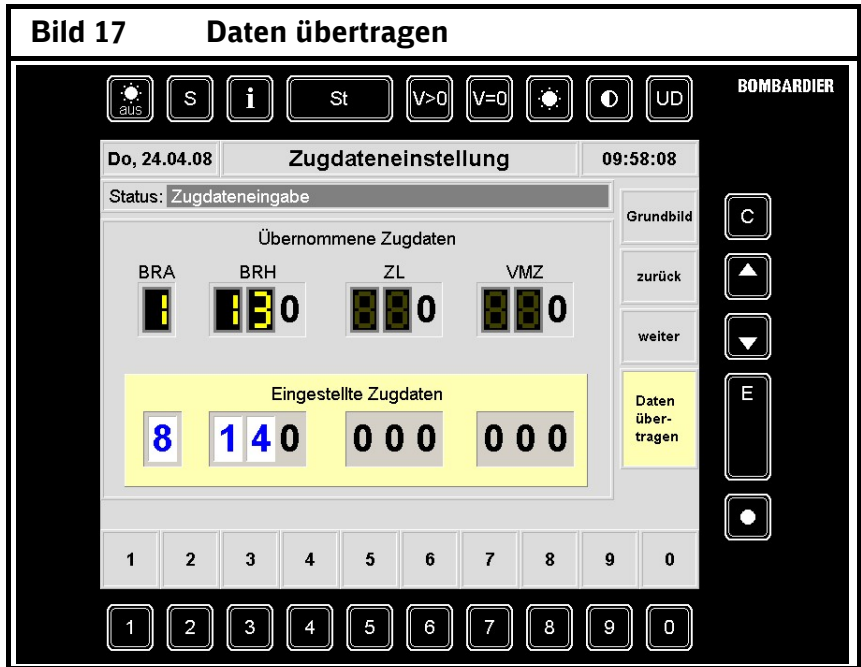 Bild 17 Daten übertragen
aus S i St V>0 V=0 UD
BOMBARDIER
Do, 24.04.08 Zugdateneinstellung 09:58:08
Status: Zugdateneingabe
Grundbild
C
Übernommene Zugdaten
BRA BRH ZL VMZ
zurück
1 130 880 880
weiter
Eingestellte Zugdaten
8 140 000 000
Daten
über-
tragen
E
1 2 3 4 5 6 7 8 9 0
1 2 3 4 5 6 7 8 9 0